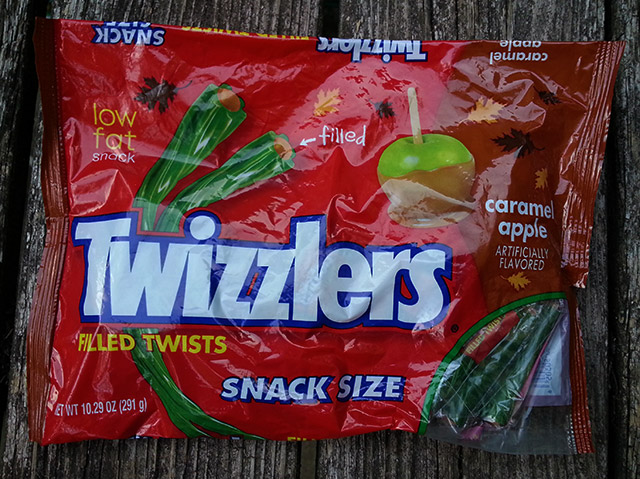 SNACK SIZE
Twizzlers
caramel apple
low
fat
snack
filled
caramel
apple
ARTIFICIALLY
FLAVORED
Twizzlers
FILLED TWISTS
SNACK SIZE
NET WT 10.29 OZ (291 g)